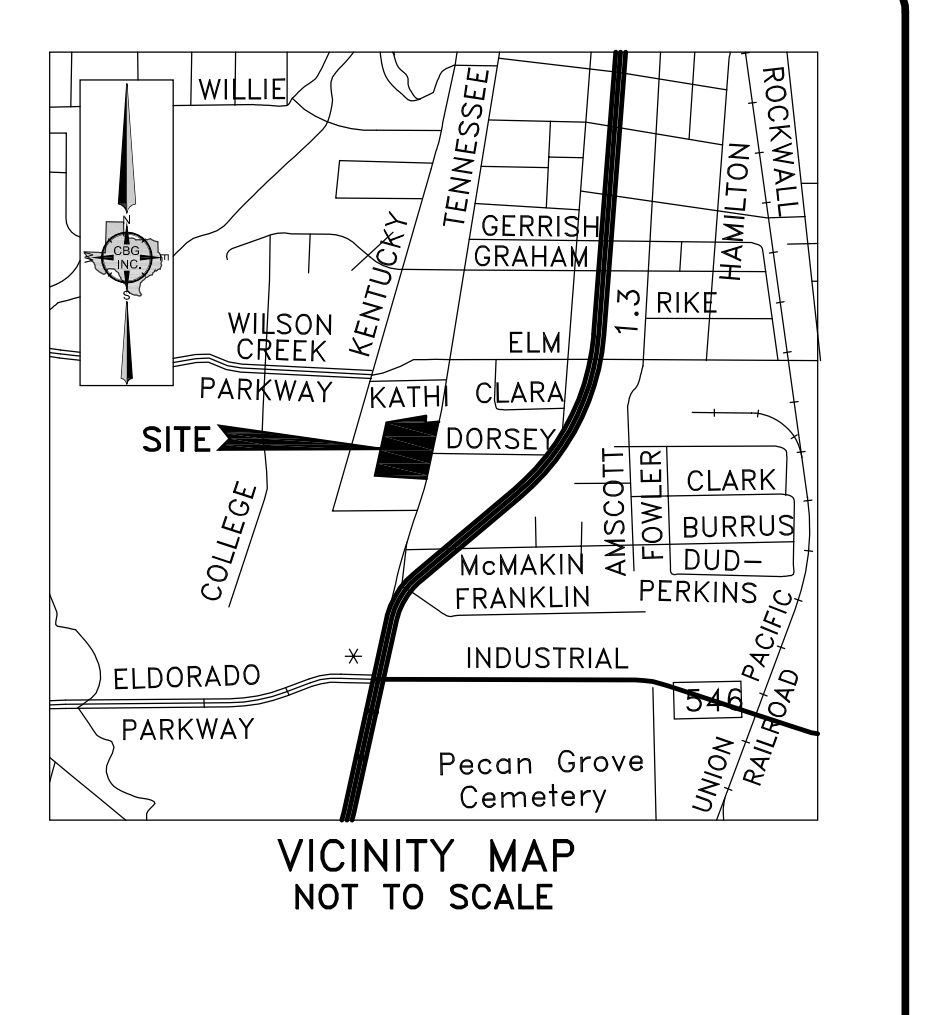 WILLIE
TENNESSEE
ROCKWALL
HAMILTON
KENTUCKY
GERRISH
GRAHAM
N
W
CBG
INC.
E
S
1.3
RIKE
WILSON
CREEK
PARKWAY
ELM
KATHI
CLARA
SITE
DORSEY
COLLEGE
AMSCOTT
FOWLER
CLARK
BURRUS
DUD-
PERKINS
McMAKIN
FRANKLIN
INDUSTRIAL
ELDORADO
PARKWAY
546
UNION PACIFIC
RAILROAD
Pecan Grove
Cemetery
VICINITY MAP
NOT TO SCALE